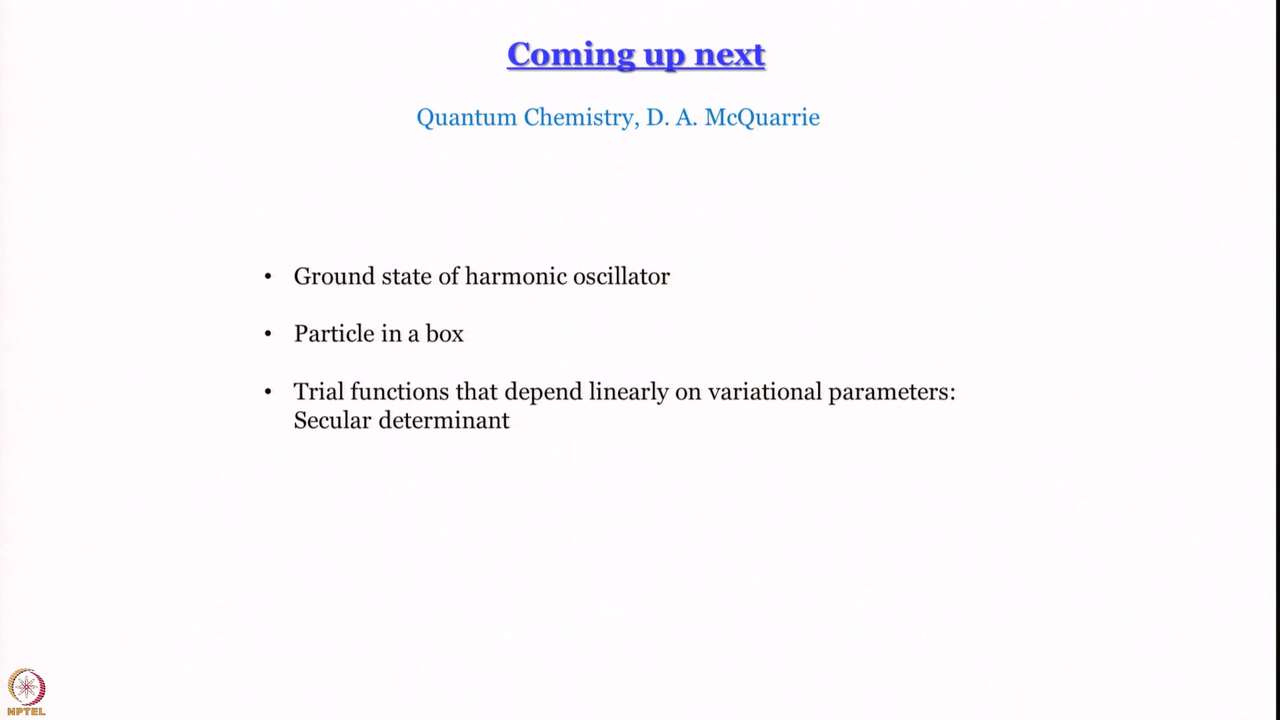 Coming up next
Quantum Chemistry, D. A. McQuarrie
• Ground state of harmonic oscillator
• Particle in a box
• Trial functions that depend linearly on variational parameters:
Secular determinant
NPTEL